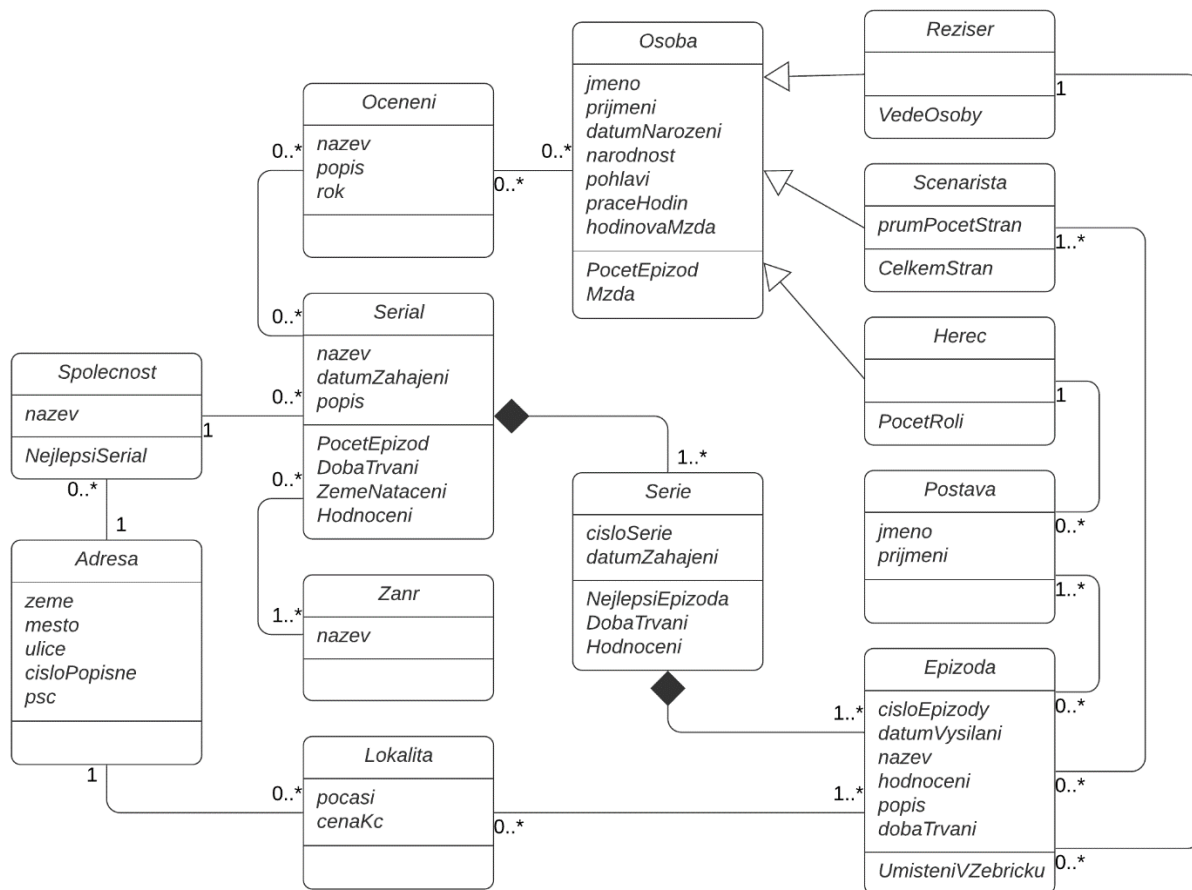 Osoba
jmeno
prijmeni
datumNarozeni
narodnost
pohlavi
praceHodin
hodinovaMzda
PocetEpizod
Mzda
Reziser
VedeOsoby
1
Oceneni
nazev
popis
rok
0..*
0..*
0..*
Scenarista
prumPocetStran
CelkemStran
1..*
Serial
nazev
datumZahajeni
popis
PocetEpizod
DobaTrvani
ZemeNataceni
Hodnoceni
0..*
0..*
0..*
Herec
PocetRoli
1
Spolecnost
nazev
NejlepsiSerial
1
0..*
1
Serie
cisloSerie
datumZahajeni
NejlepsiEpizoda
DobaTrvani
Hodnoceni
1..*
Postava
jmeno
prijmeni
0..*
1..*
Adresa
zeme
mesto
ulice
cisloPopisne
psc
1
Zanr
nazev
1..*
Epizoda
cisloEpizody
datumVysilani
nazev
hodnoceni
popis
dobaTrvani
UmisteniVZebricku
1..*
0..*
0..*
1..*
0..*
Lokalita
pocasi
cenaKc
0..*
0..*